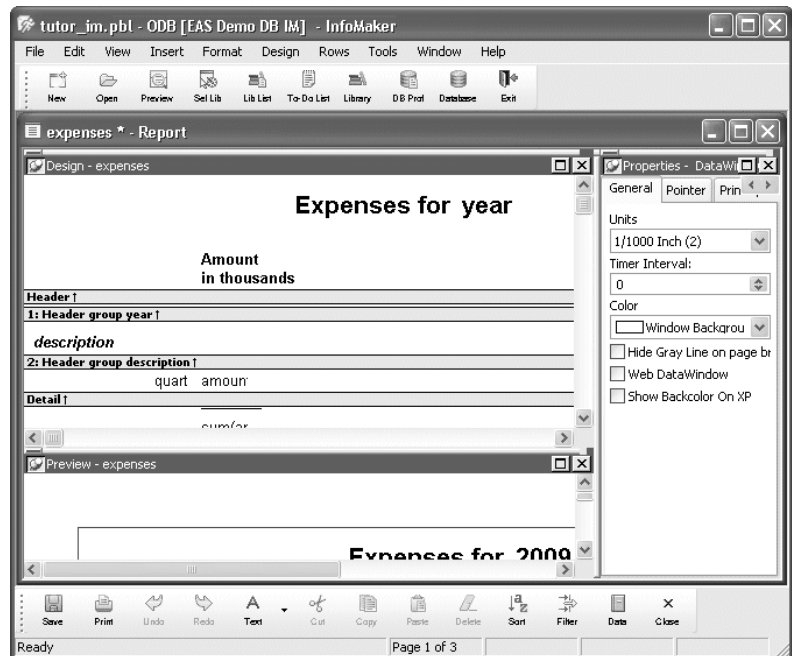 tutor_im.pbl - ODB [EAS Demo DB IM] - InfoMaker
File Edit View Insert Format Design Rows Tools Window Help
New Open Preview Sel Lib Lib List To-Do List Library DB Prof Database Exit
expenses * - Report
Design - expenses
Expenses for year
Amount
in thousands
Header ↑
1: Header group year ↑
description
2: Header group description ↑
quart amoun
Detail ↑
sum(ar
Preview - expenses
Expenses for 2009
Properties - DataWi
General Pointer Prin
Units
1/1000 Inch (2)
Timer Interval:
0
Color
Window Backgrou
Hide Gray Line on page br
Web DataWindow
Show Backcolor On XP
Save Print Undo Redo Text Cut Copy Paste Delete Sort Filter Data Close
Ready Page 1 of 3